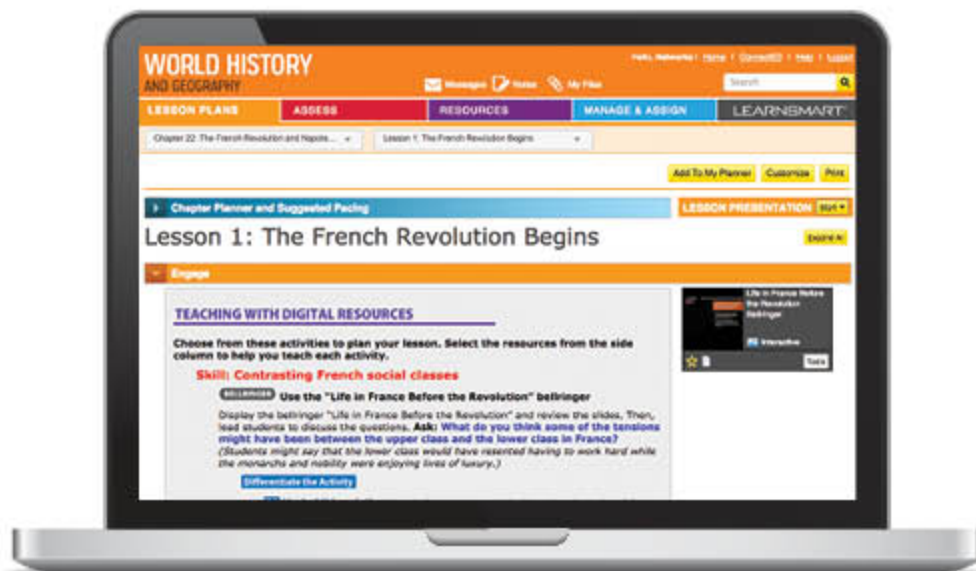 WORLD HISTORY
AND GEOGRAPHY
Hello, Networks! | Home | ConnectED | Help | Logout
Messages Notes My Files
Search
LESSON PLANS ASSESS RESOURCES MANAGE & ASSIGN LEARNSMART
Chapter 22: The French Revolution and Napole... Lesson 1: The French Revolution Begins
Add To My Planner Customize Print
Chapter Planner and Suggested Pacing
LESSON PRESENTATION Start
Lesson 1: The French Revolution Begins
Expand All
Engage
TEACHING WITH DIGITAL RESOURCES
Choose from these activities to plan your lesson. Select the resources from the side
column to help you teach each activity.
Skill: Contrasting French social classes
BELLRINGER Use the "Life in France Before the Revolution" bellringer
Display the bellringer "Life in France Before the Revolution" and review the slides. Then,
lead students to discuss the questions. Ask: What do you think some of the tensions
might have been between the upper class and the lower class in France?
(Students might say that the lower class would have resented having to work hard while
the monarchs and nobility were enjoying lives of luxury.)
Differentiate the Activity
Life in France Before
the Revolution
Bellringer
Interactive
Tools